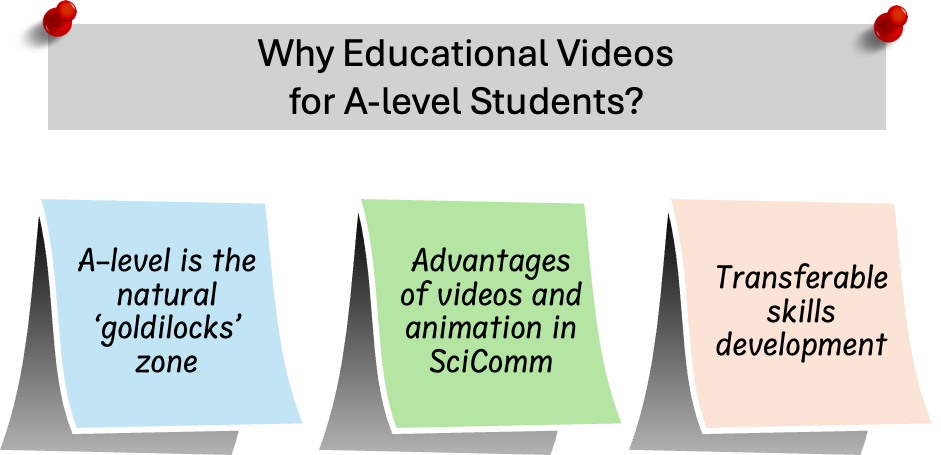 Why Educational Videos
for A-level Students?
A-level is the
natural
‘goldilocks’
zone
Advantages
of videos and
animation in
SciComm
Transferable
skills
development